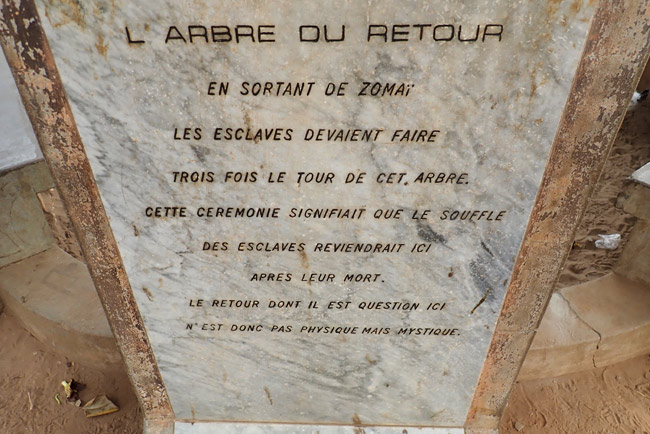 L ARBRE DU RETOUR
EN SORTANT DE ZOMAÏ
LES ESCLAVES DEVAIENT FAIRE
TROIS FOIS LE TOUR DE CET ARBRE.
CETTE CEREMONIE SIGNIFIAIT QUE LE SOUFFLE
DES ESCLAVES REVIENDRAIT ICI
APRES LEUR MORT.
LE RETOUR DONT IL EST QUESTION ICI
N'EST DONC PAS PHYSIQUE MAIS MYSTIQUE.